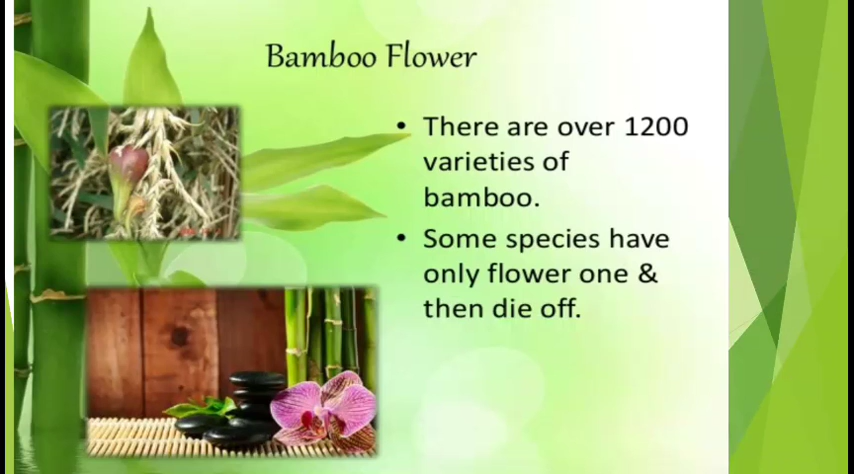 Bamboo Flower
• There are over 1200
varieties of
bamboo.
• Some species have
only flower one &
then die off.